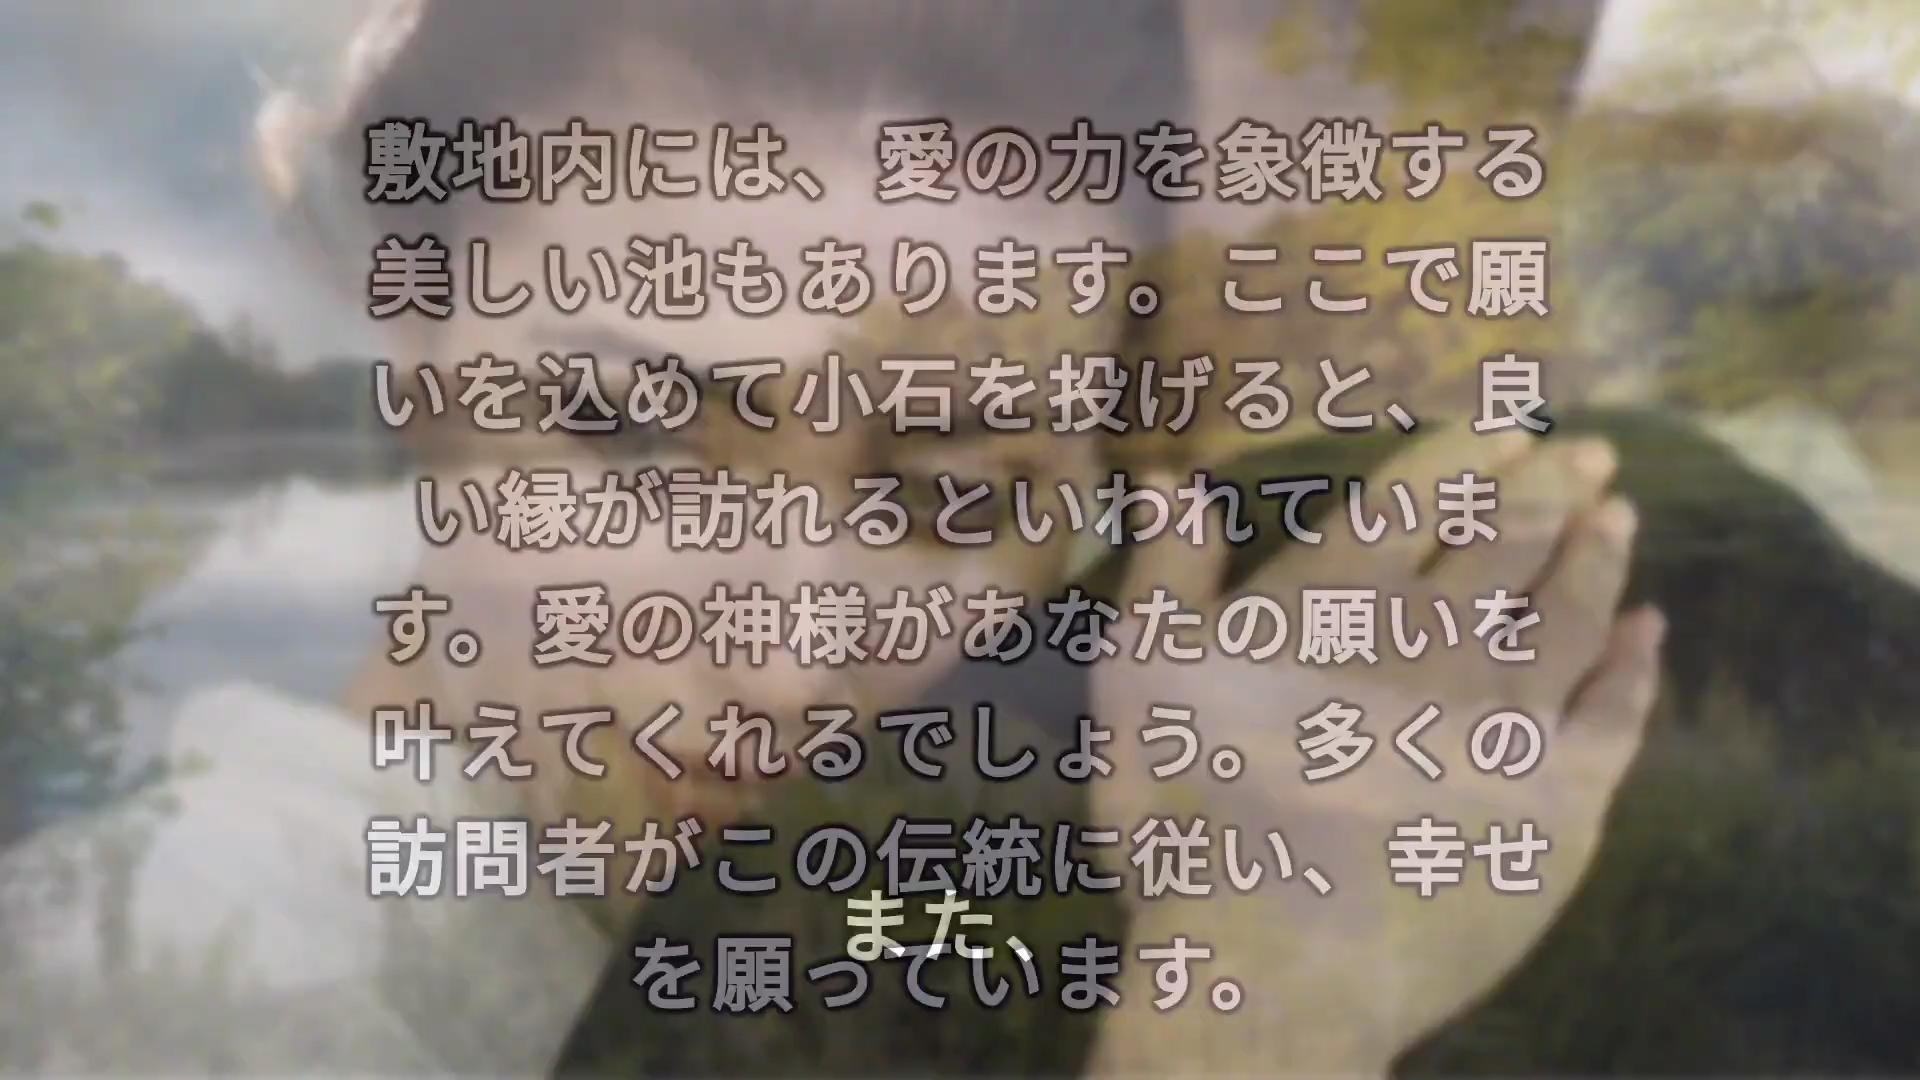 敷地内には、愛の力を象徴する
美しい池もあります。ここで願
いを込めて小石を投げると、良
い縁が訪れるといわれていま
す。愛の神様があなたの願いを
叶えてくれるでしょう。多くの
訪問者がこの伝統に従い、幸せ
また、
を願っています。